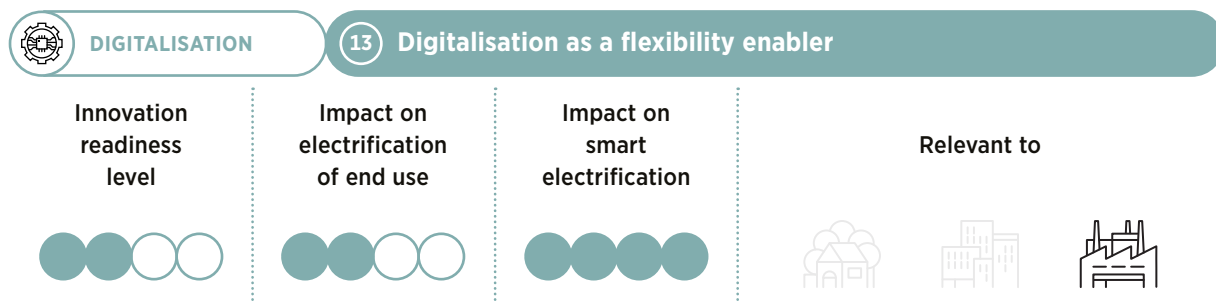 DIGITALISATION
13 Digitalisation as a flexibility enabler
Innovation
readiness
level
Impact on
electrification
of end use
Impact on
smart
electrification
Relevant to